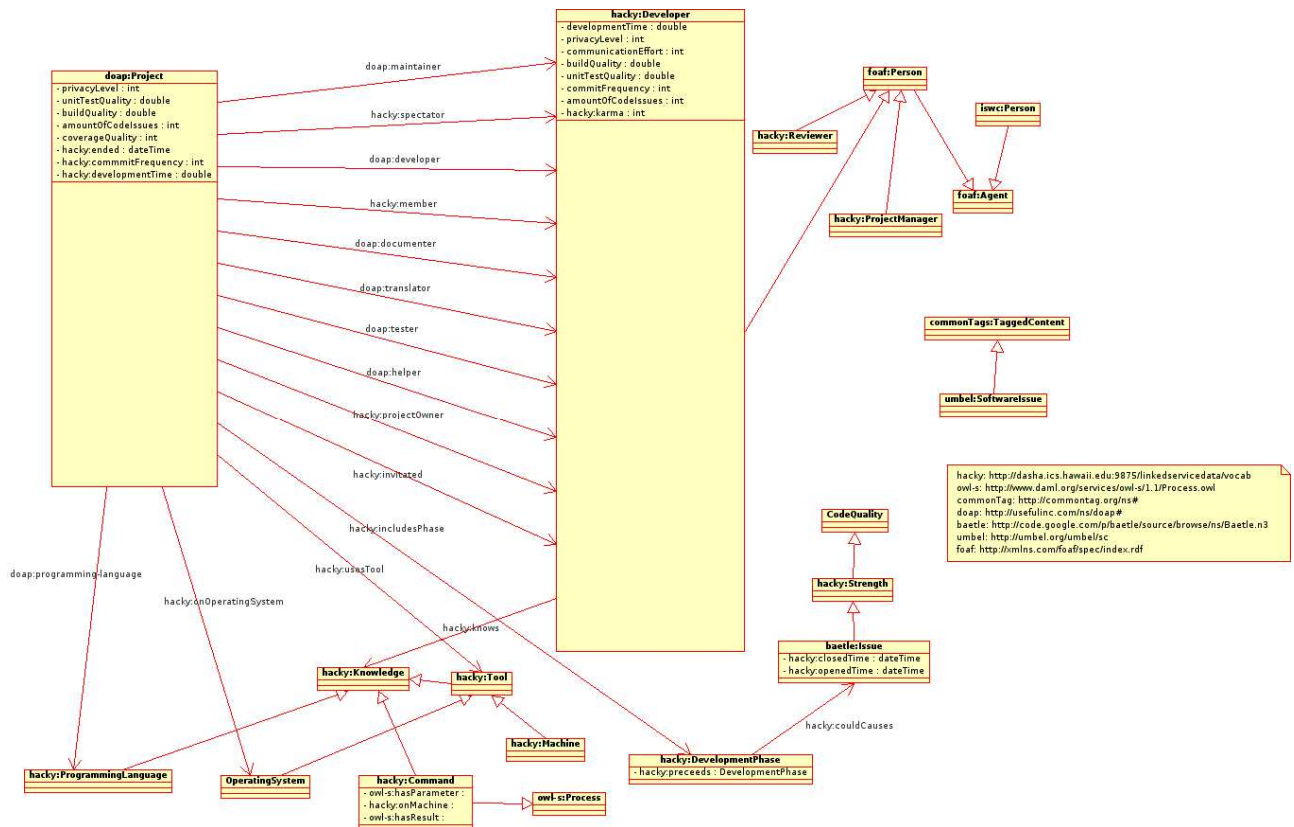 hacky:Developer
- developmentTime : double
- privacyLevel : int
- communicationEffort : int
- buildQuality : double
- unitTestQuality : double
- commitFrequency : int
- amountOfCodeIssues : int
- hacky:karma : int
doap:Project
- privacyLevel : int
- unitTestQuality : double
- buildQuality : double
- amountOfCodeIssues : int
- coverageQuality : int
- hacky:ended : dateTime
- hacky:commmitFrequency : int
- hacky:developmentTime : double
doap:maintainer
hacky:spectator
doap:developer
hacky:member
doap:documenter
doap:translator
doap:tester
doap:helper
hacky:projectOwner
hacky:invitated
hacky:includesPhase
hacky:usesTool
doap:programming-language
hacky:onOperatingSystem
hacky:knows
foaf:Person
iswc:Person
hacky:Reviewer
foaf:Agent
hacky:ProjectManager
commonTags:TaggedContent
umbel:SoftwareIssue
hacky: http://dasha.ics.hawaii.edu:9875/linkedservicedata/vocab
owl-s: http://www.daml.org/services/owl-s/1.1/Process.owl
commonTag: http://commontag.org/ns#
doap: http://usefulinc.com/ns/doap#
baetle: http://code.google.com/p/baetle/source/browse/ns/Baetle.n3
umbel: http://umbel.org/umbel/sc
foaf: http://xmlns.com/foaf/spec/index.rdf
CodeQuality
hacky:Strength
baetle:Issue
- hacky:closedTime : dateTime
- hacky:openedTime : dateTime
hacky:couldCauses
hacky:Knowledge
hacky:Tool
hacky:Machine
hacky:DevelopmentPhase
- hacky:preceeds : DevelopmentPhase
hacky:ProgrammingLanguage
OperatingSystem
hacky:Command
- owl-s:hasParameter :
- hacky:onMachine :
- owl-s:hasResult :
owl-s:Process